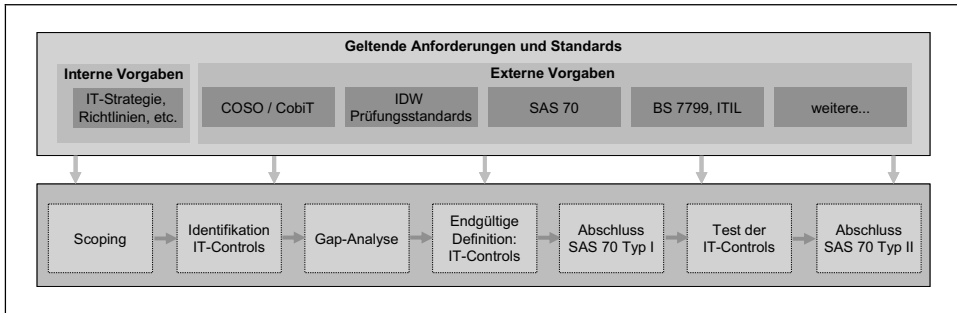 Geltende Anforderungen und Standards
Interne Vorgaben
Externe Vorgaben
IT-Strategie,
Richtlinien, etc.
COSO / CobiT
IDW
Prüfungsstandards
SAS 70
BS 7799, ITIL
weitere...
Scoping
Identifikation
IT-Controls
Gap-Analyse
Endgültige
Definition:
IT-Controls
Abschluss
SAS 70 Typ I
Test der
IT-Controls
Abschluss
SAS 70 Typ II